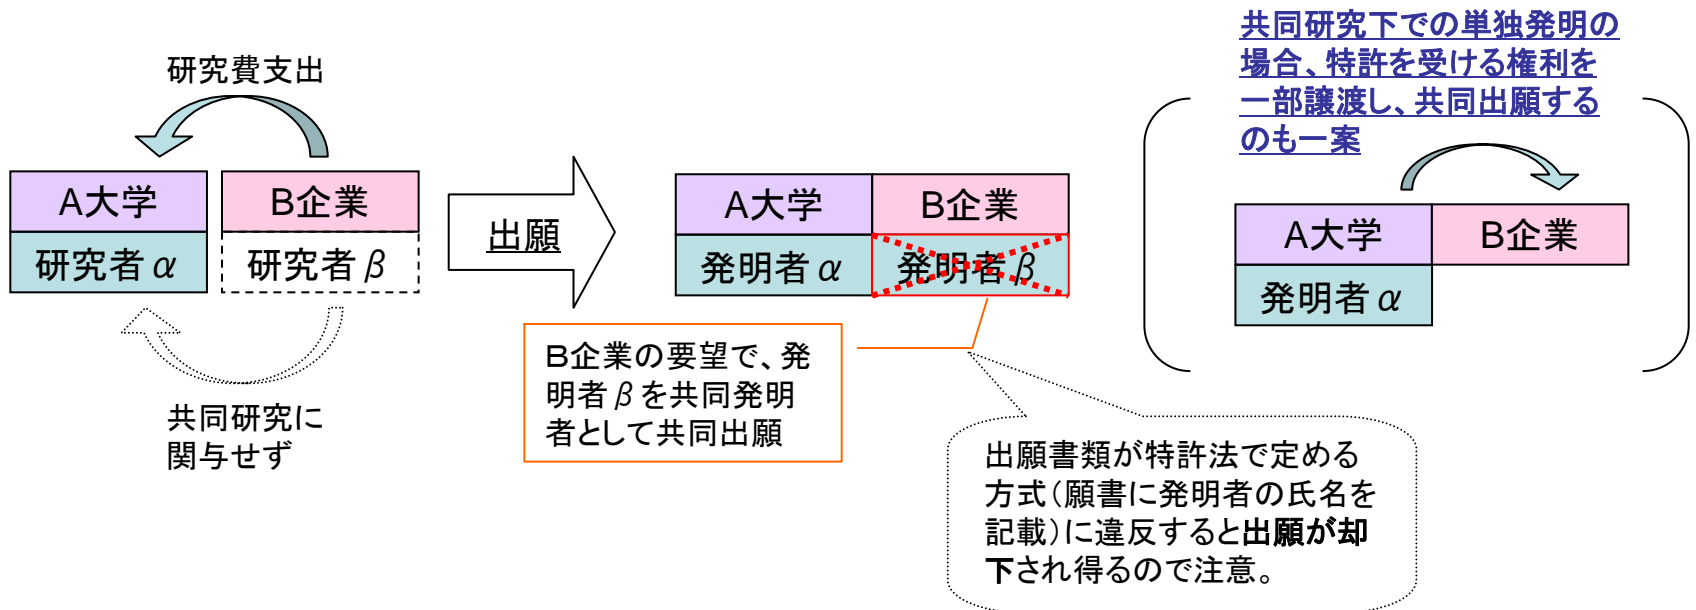 研究費支出
A大学
B企業
研究者α
研究者β
共同研究に
関与せず
出願
A大学
B企業
発明者α
発明者β
B企業の要望で、発
明者βを共同発明
者として共同出願
出願書類が特許法で定める
方式(願書に発明者の氏名を
記載)に違反すると出願が却
下され得るので注意。
共同研究下での単独発明の
場合、特許を受ける権利を
一部譲渡し、共同出願する
のも一案
A大学
B企業
発明者α